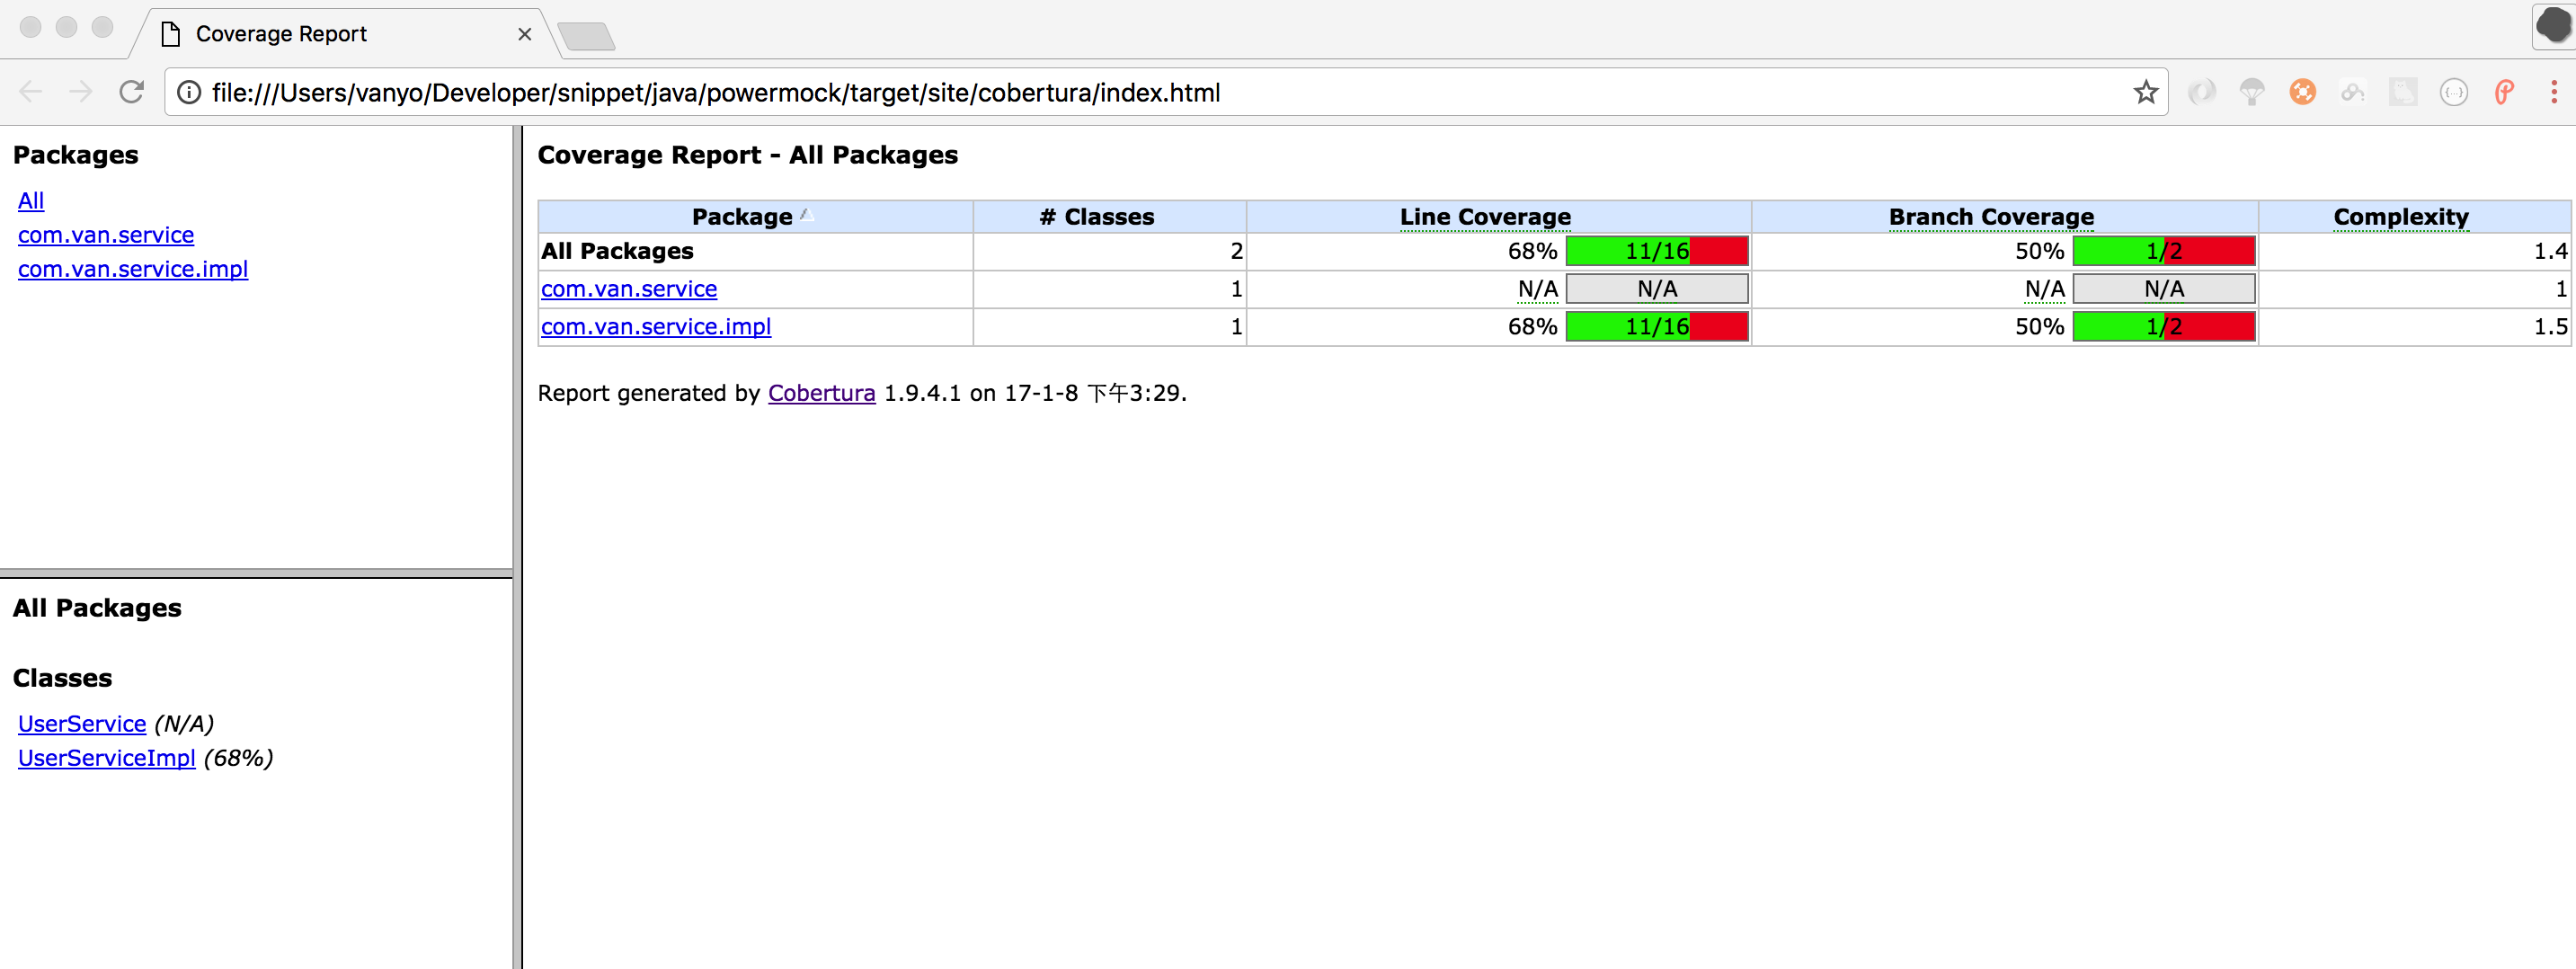 Coverage Report
file:///Users/vanyo/Developer/snippet/java/powermock/target/site/cobertura/index.html
Packages
All
com.van.service
com.van.service.impl
All Packages
Classes
UserService (N/A)
UserServiceImpl (68%)
Coverage Report - All Packages
Package # Classes Line Coverage Branch Coverage Complexity
All Packages 2 68% 11/16 50% 1/2 1.4
com.van.service 1 N/A N/A N/A N/A 1
com.van.service.impl 1 68% 11/16 50% 1/2 1.5
Report generated by Cobertura 1.9.4.1 on 17-1-8 下午3:29.